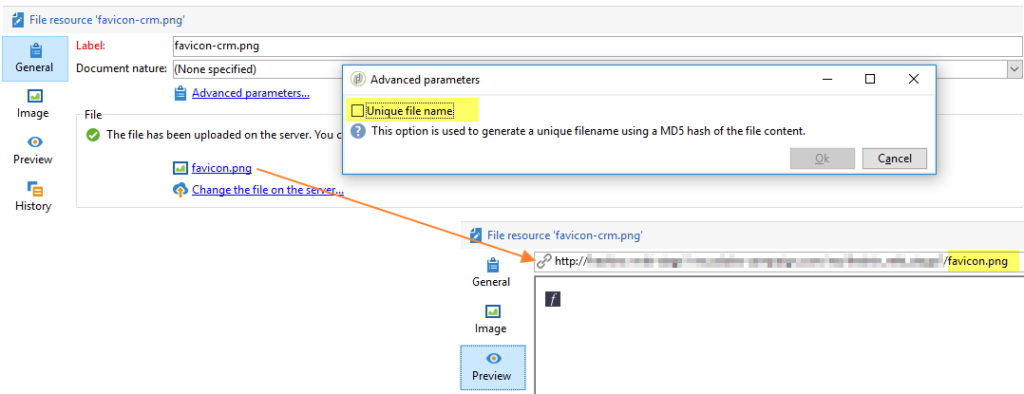 File resource 'favicon-crm.png'
General
Label:
favicon-crm.png
Document nature:
(None specified)
Advanced parameters...
Advanced parameters
Unique file name
This option is used to generate a unique filename using a MD5 hash of the file content.
Ok
Cancel
Image
File
The file has been uploaded on the server. You c
Preview
favicon.png
Change the file on the server...
History
File resource 'favicon-crm.png'
General
http://
/favicon.png
f
Image
Preview